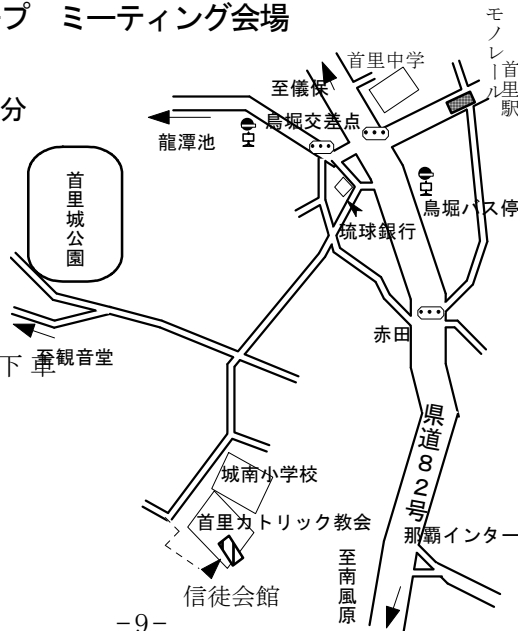 プ ミーティング会場
分
モノレール
首里駅
首里中学
至儀保
鳥堀交差点
龍潭池
首里城公園
鳥堀バス停
琉球銀行
赤田
下車
至観音堂
県道82号
城南小学校
首里カトリック教会
那覇インター
至南風原
信徒会館
-9-